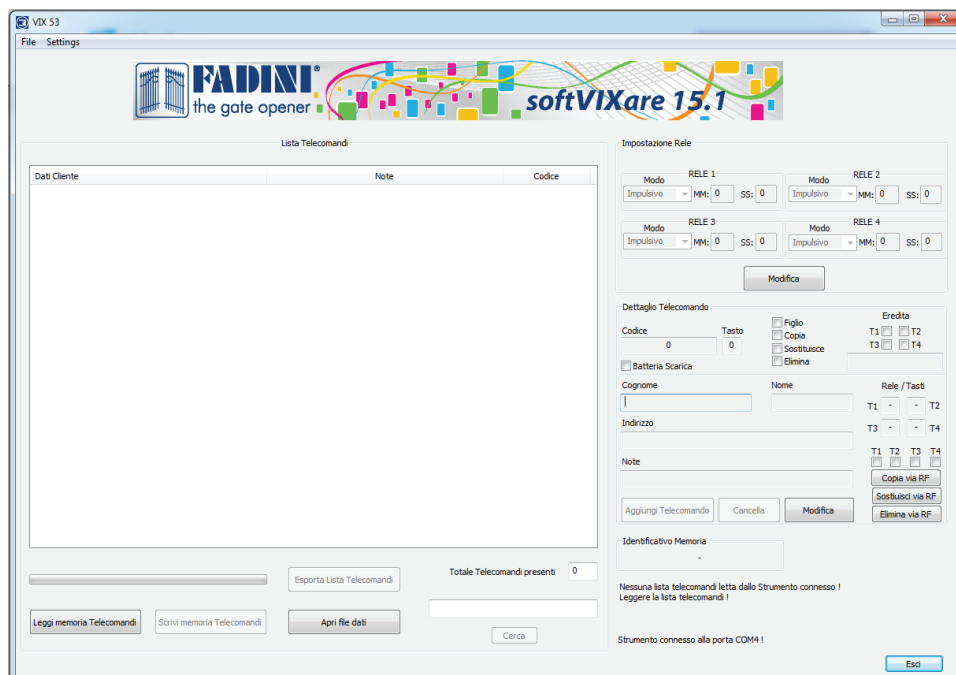 VIX 53
File Settings
FADINI®
the gate opener
softVIXare 15.1
Lista Telecomandi
Dati Cliente Note Codice
Esporta Lista Telecomandi
Totale Telecomandi presenti 0
Leggi memoria Telecomandi
Scrivi memoria Telecomandi
Apri file dati
Cerca
Impostazione Rele
RELE 1
Modo
Impulsivo MM: 0 SS: 0
RELE 2
Modo
Impulsivo MM: 0 SS: 0
RELE 3
Modo
Impulsivo MM: 0 SS: 0
RELE 4
Modo
Impulsivo MM: 0 SS: 0
Modifica
Dettaglio Telecomando
Codice Tasto
0 0
Batteria Scarica
Figlio
Copia
Sostituisce
Elimina
Eredita
T1 T2
T3 T4
Cognome Nome
Indirizzo
Note
Rele / Tasti
T1 - - T2
T3 - - T4
T1 T2 T3 T4
Copia via RF
Sostiuisci via RF
Elimina via RF
Aggiungi Telecomando Cancella Modifica
Identificativo Memoria
-
Nessuna lista telecomandi letta dallo Strumento connesso !
Leggere la lista telecomandi !
Strumento connesso alla porta COM4 !
Esci